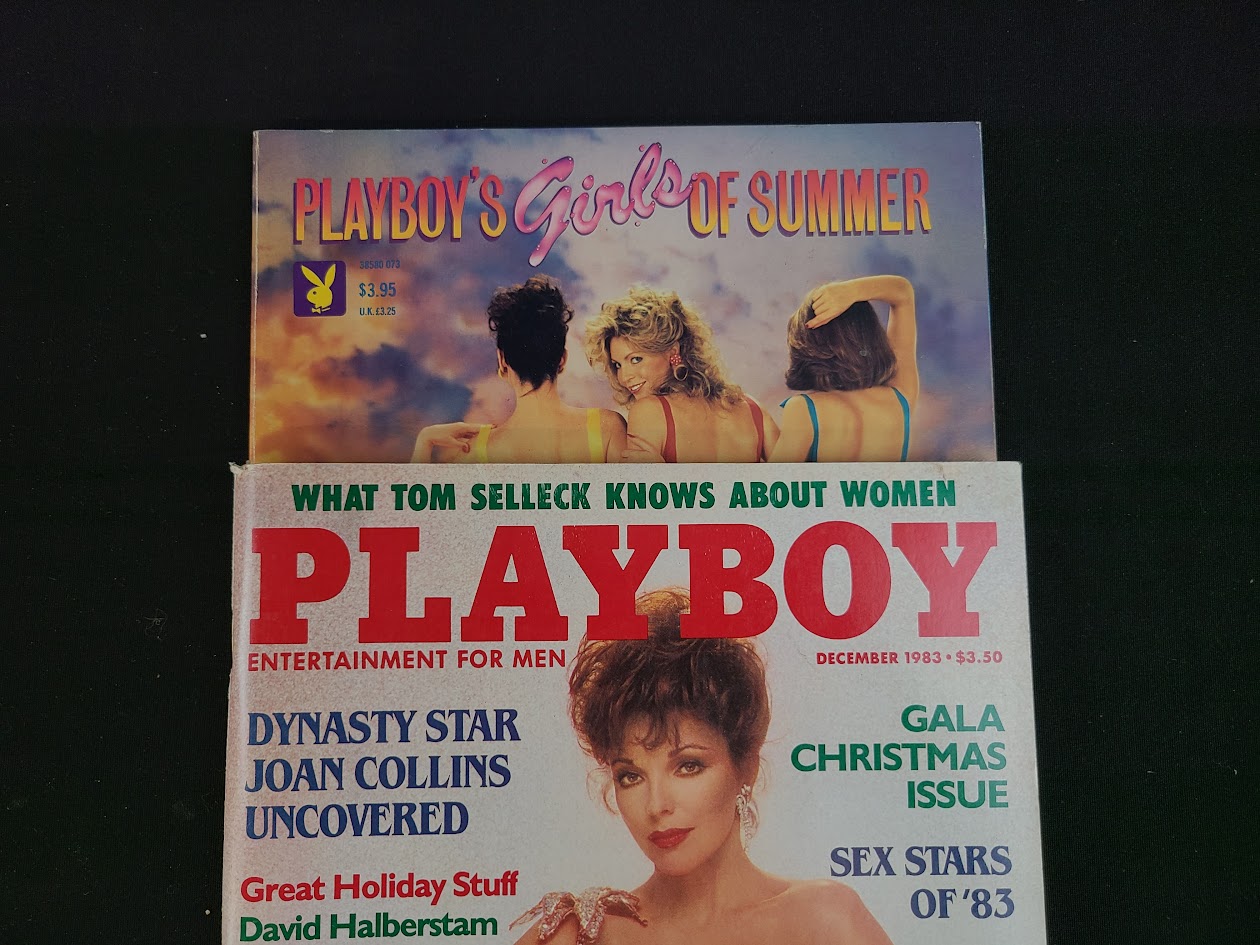 PLAYBOY'S Girls OF SUMMER
38580 073
$3.95
U.K. £3.25
WHAT TOM SELLECK KNOWS ABOUT WOMEN
PLAYBOY
ENTERTAINMENT FOR MEN
DECEMBER 1983 • $3.50
DYNASTY STAR
JOAN COLLINS
UNCOVERED
GALA
CHRISTMAS
ISSUE
Great Holiday Stuff
David Halberstam
SEX STARS
OF '83